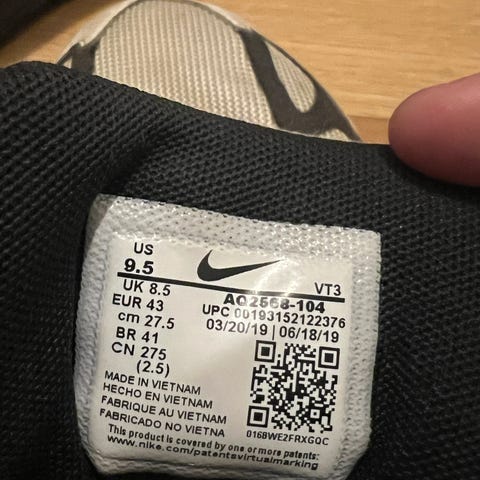 US
9.5
UK 8.5
EUR 43
cm 27.5
BR 41
CN 275
(2.5)
VT3
AQ2568-104
UPC 00193152122376
03/20/19 | 06/18/19
MADE IN VIETNAM
HECHO EN VIETNAM
FABRIQUE AU VIETNAM
FABRICADO NO VIETNA
0168WE2FRXGQC
This product is covered by one or more patents:
www.nike.com/patentsvirtualmarking